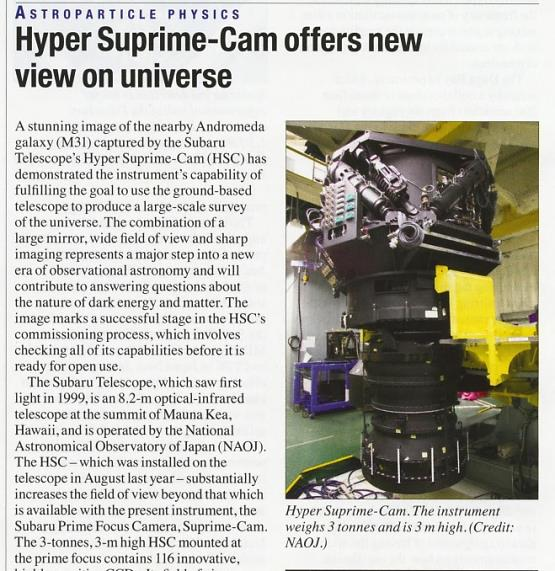 ASTROPARTICLE PHYSICS
Hyper Suprime-Cam offers new
view on universe
A stunning image of the nearby Andromeda
galaxy (M31) captured by the Subaru
Telescope's Hyper Suprime-Cam (HSC) has
demonstrated the instrument's capability of
fulfilling the goal to use the ground-based
telescope to produce a large-scale survey
of the universe. The combination of a
large mirror, wide field of view and sharp
imaging represents a major step into a new
era of observational astronomy and will
contribute to answering questions about
the nature of dark energy and matter. The
image marks a successful stage in the HSC's
commissioning process, which involves
checking all of its capabilities before it is
ready for open use.
The Subaru Telescope, which saw first
light in 1999, is an 8.2-m optical-infrared
telescope at the summit of Mauna Kea,
Hawaii, and is operated by the National
Astronomical Observatory of Japan (NAOJ).
The HSC – which was installed on the
telescope in August last year – substantially
increases the field of view beyond that which
is available with the present instrument, the
Subaru Prime Focus Camera, Suprime-Cam.
The 3-tonnes, 3-m high HSC mounted at
the prime focus contains 116 innovative,
Hyper Suprime-Cam. The instrument
weighs 3 tonnes and is 3 m high. (Credit:
NAOJ.)